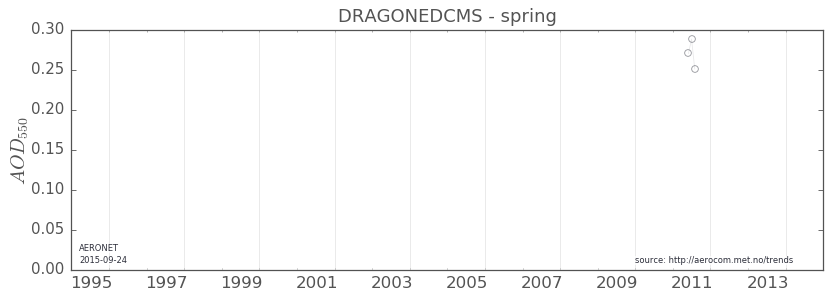 DRAGONEDCMS - spring
0.30
0.25
0.20
0.15
0.10
0.05
0.00
AOD550
AERONET
2015-09-24
source: http://aerocom.met.no/trends
1995 1997 1999 2001 2003 2005 2007 2009 2011 2013